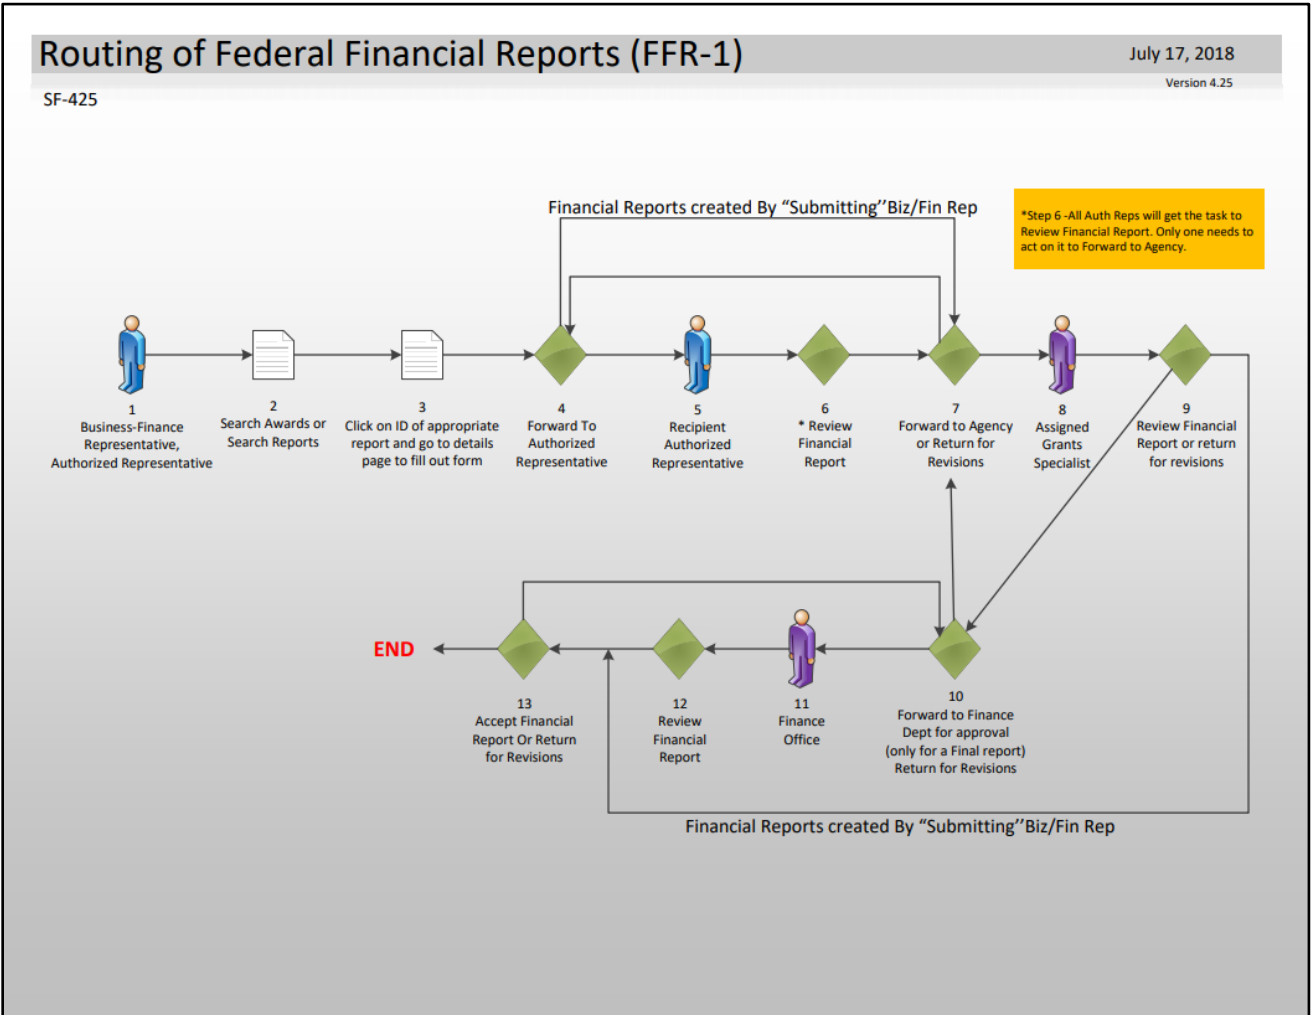 Routing of Federal Financial Reports (FFR-1)
July 17, 2018
Version 4.25
SF-425
Financial Reports created By “Submitting’’Biz/Fin Rep
*Step 6 -All Auth Reps will get the task to
Review Financial Report. Only one needs to
act on it to Forward to Agency.
1
Business-Finance
Representative,
Authorized Representative
2
Search Awards or
Search Reports
3
Click on ID of appropriate
report and go to details
page to fill out form
4
Forward To
Authorized
Representative
5
Recipient
Authorized
Representative
6
* Review
Financial
Report
7
Forward to Agency
or Return for
Revisions
8
Assigned
Grants
Specialist
9
Review Financial
Report or return
for revisions
END
13
Accept Financial
Report Or Return
for Revisions
12
Review
Financial
Report
11
Finance
Office
10
Forward to Finance
Dept for approval
(only for a Final report)
Return for Revisions
Financial Reports created By “Submitting’’Biz/Fin Rep